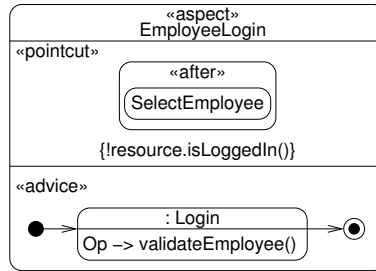 «aspect»
EmployeeLogin
«pointcut»
«after»
SelectEmployee
{!resource.isLoggedIn()}
«advice»
: Login
Op −> validateEmployee()